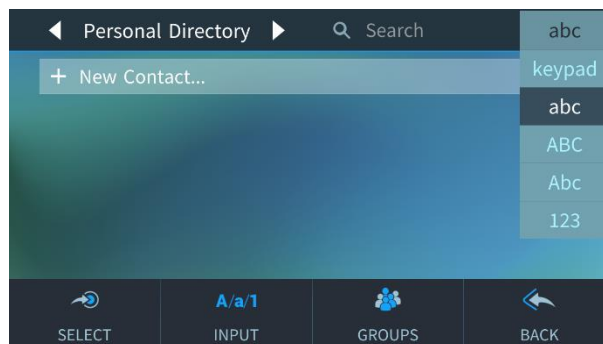 Personal Directory Search abc
+ New Contact... keypad
abc
ABC
Abc
123
A/a/1
SELECT INPUT GROUPS BACK